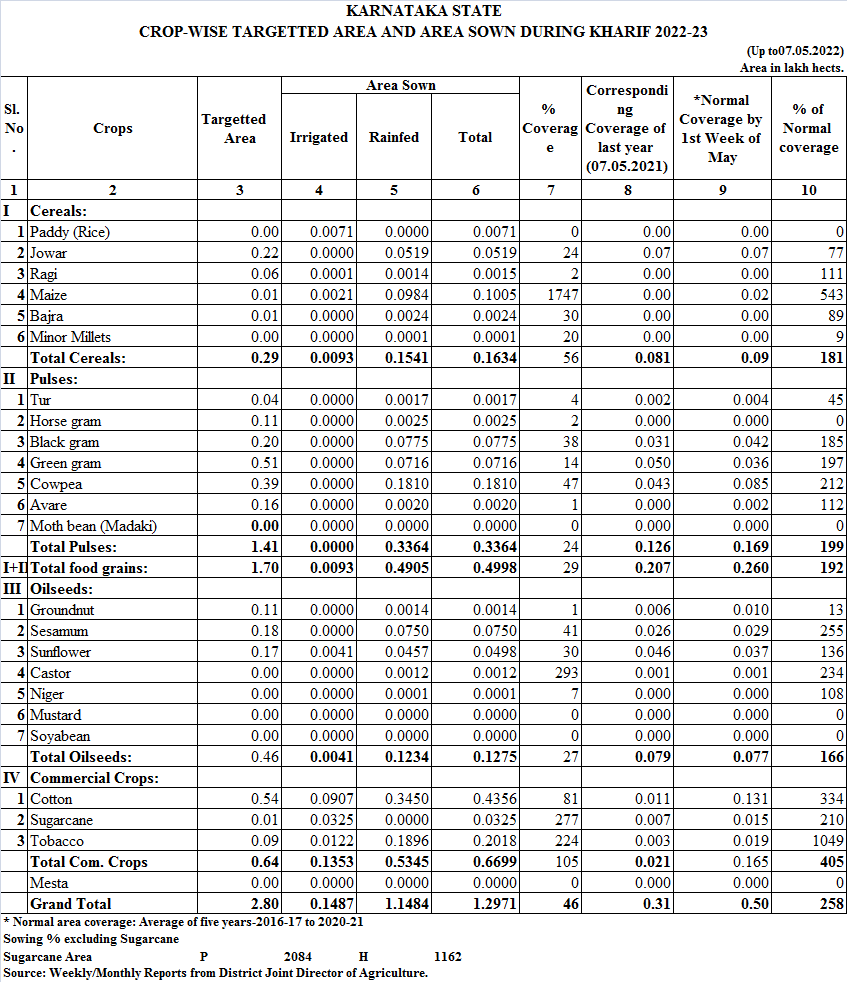 KARNATAKA STATE
CROP-WISE TARGETTED AREA AND AREA SOWN DURING KHARIF 2022-23
(Up to07.05.2022)
Area in lakh hects.
Sl. No . Crops Targetted Area Area Sown Irrigated Rainfed Total % Coverag e Correspondi ng Coverage of last year (07.05.2021) *Normal Coverage by 1st Week of May % of Normal coverage
1 2 3 4 5 6 7 8 9 10
I Cereals:
1 Paddy (Rice) 0.00 0.0071 0.0000 0.0071 0 0.00 0.00 0
2 Jowar 0.22 0.0000 0.0519 0.0519 24 0.07 0.07 77
3 Ragi 0.06 0.0001 0.0014 0.0015 2 0.00 0.00 111
4 Maize 0.01 0.0021 0.0984 0.1005 1747 0.00 0.02 543
5 Bajra 0.01 0.0000 0.0024 0.0024 30 0.00 0.00 89
6 Minor Millets 0.00 0.0000 0.0001 0.0001 20 0.00 0.00 9
Total Cereals: 0.29 0.0093 0.1541 0.1634 56 0.081 0.09 181
II Pulses:
1 Tur 0.04 0.0000 0.0017 0.0017 4 0.002 0.004 45
2 Horse gram 0.11 0.0000 0.0025 0.0025 2 0.000 0.000 0
3 Black gram 0.20 0.0000 0.0775 0.0775 38 0.031 0.042 185
4 Green gram 0.51 0.0000 0.0716 0.0716 14 0.050 0.036 197
5 Cowpea 0.39 0.0000 0.1810 0.1810 47 0.043 0.085 212
6 Avare 0.16 0.0000 0.0020 0.0020 1 0.000 0.002 112
7 Moth bean (Madaki) 0.00 0.0000 0.0000 0.0000 0 0.000 0.000 0
Total Pulses: 1.41 0.0000 0.3364 0.3364 24 0.126 0.169 199
I+II Total food grains: 1.70 0.0093 0.4905 0.4998 29 0.207 0.260 192
III Oilseeds:
1 Groundnut 0.11 0.0000 0.0014 0.0014 1 0.006 0.010 13
2 Sesamum 0.18 0.0000 0.0750 0.0750 41 0.026 0.029 255
3 Sunflower 0.17 0.0041 0.0457 0.0498 30 0.046 0.037 136
4 Castor 0.00 0.0000 0.0012 0.0012 293 0.001 0.001 234
5 Niger 0.00 0.0000 0.0001 0.0001 7 0.000 0.000 108
6 Mustard 0.00 0.0000 0.0000 0.0000 0 0.000 0.000 0
7 Soyabean 0.00 0.0000 0.0000 0.0000 0 0.000 0.000 0
Total Oilseeds: 0.46 0.0041 0.1234 0.1275 27 0.079 0.077 166
IV Commercial Crops:
1 Cotton 0.54 0.0907 0.3450 0.4356 81 0.011 0.131 334
2 Sugarcane 0.01 0.0325 0.0000 0.0325 277 0.007 0.015 210
3 Tobacco 0.09 0.0122 0.1896 0.2018 224 0.003 0.019 1049
Total Com. Crops 0.64 0.1353 0.5345 0.6699 105 0.021 0.165 405
Mesta 0.00 0.0000 0.0000 0.0000 0 0.000 0.000 0
Grand Total 2.80 0.1487 1.1484 1.2971 46 0.31 0.50 258
* Normal area coverage: Average of five years-2016-17 to 2020-21
Sowing % excluding Sugarcane
Sugarcane Area P 2084 H 1162
Source: Weekly/Monthly Reports from District Joint Director of Agriculture.